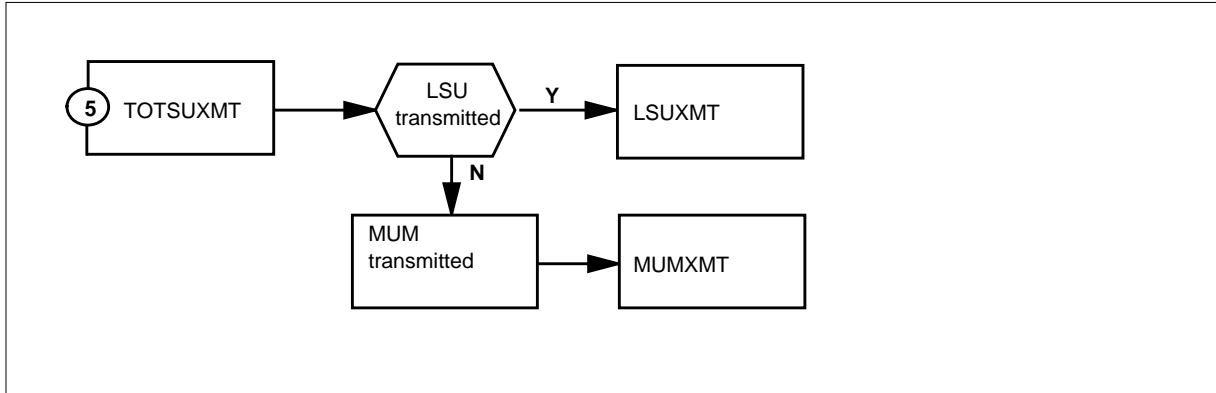 5
TOTSUXMT
LSU
transmitted
Y
LSUXMT
N
MUM
transmitted
MUMXMT